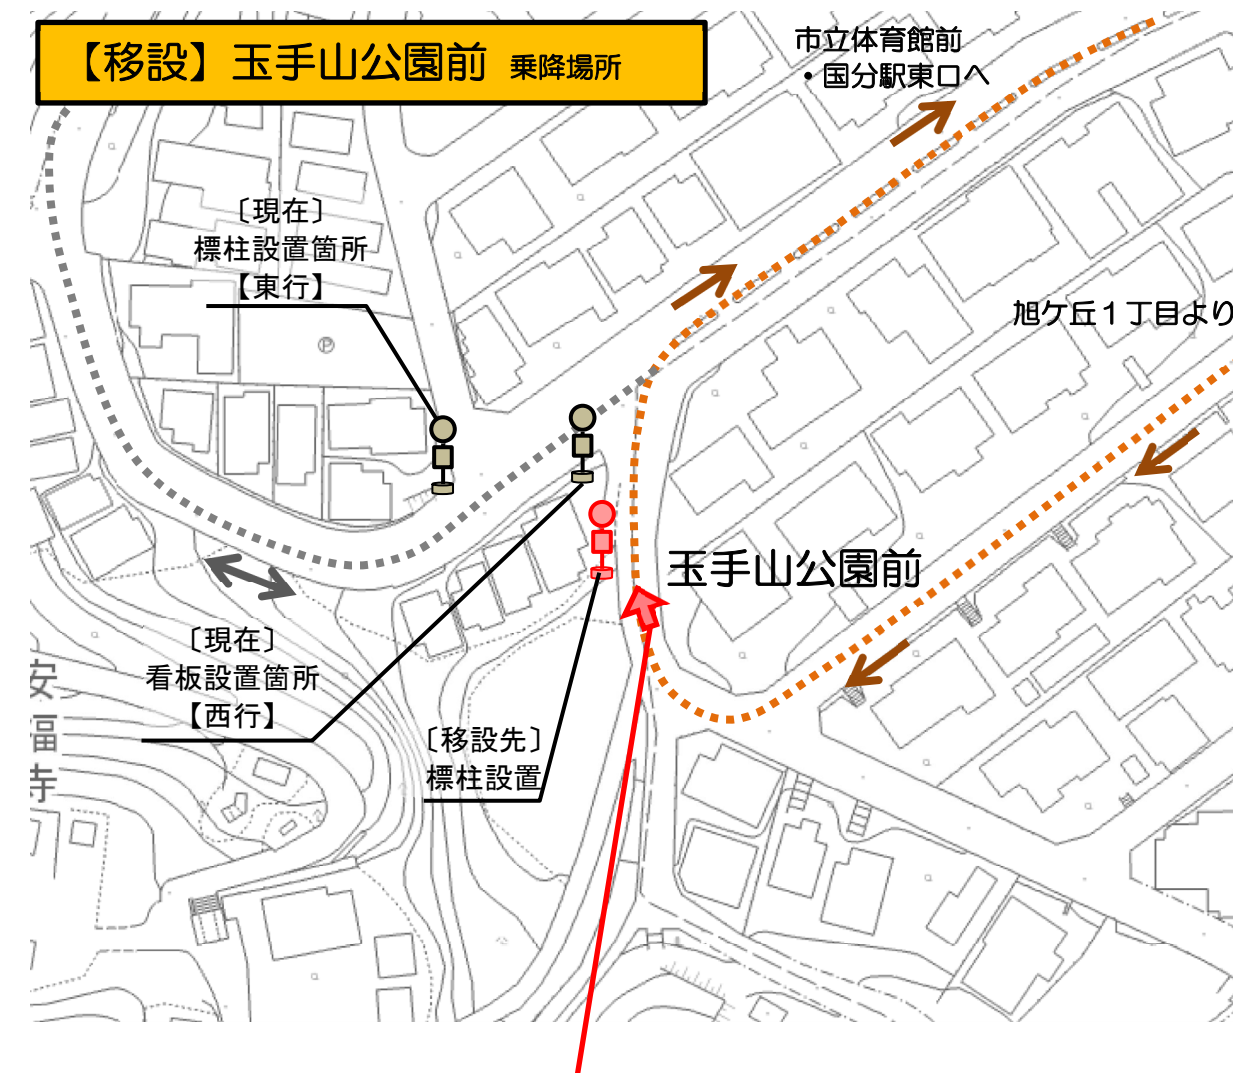 【移設】玉手山公園前 乗降場所
市立体育館前
・国分駅東口へ
〔現在〕
標柱設置箇所
【東行】
旭ケ丘１丁目より
Ⓟ
玉手山公園前
〔現在〕
看板設置箇所
【西行】
安福寺
〔移設先〕
標柱設置